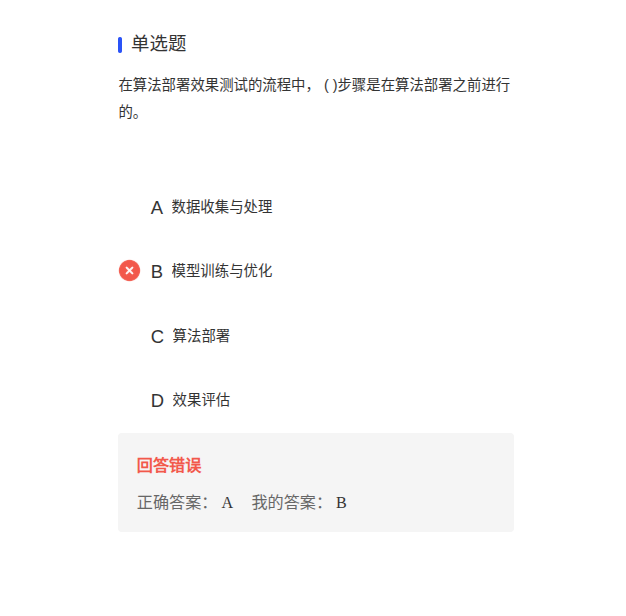 单选题
在算法部署效果测试的流程中， ( )步骤是在算法部署之前进行
的。
A 数据收集与处理
B 模型训练与优化
C 算法部署
D 效果评估
回答错误
正确答案： A 我的答案： B